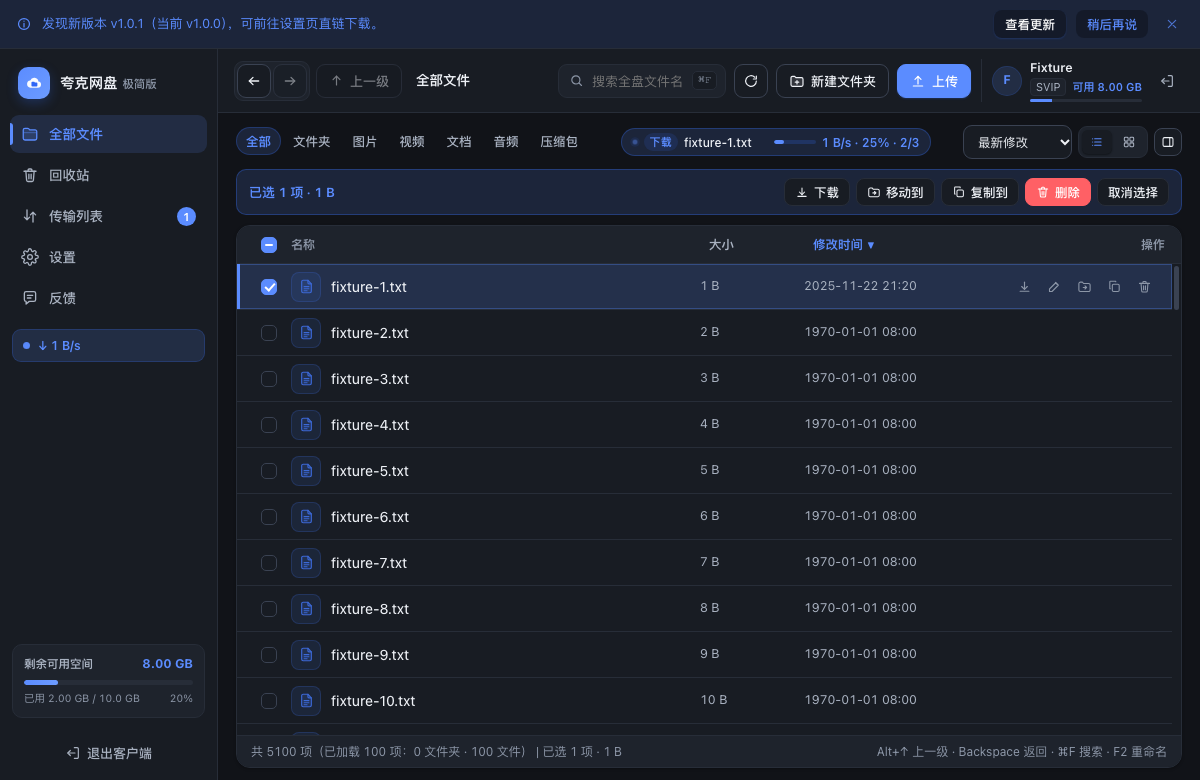 发现新版本 v1.0.1（当前 v1.0.0），可前往设置页直链下载。
查看更新
稍后再说
夸克网盘 极简版
全部文件
回收站
传输列表
1
设置
反馈
↓ 1 B/s
剩余可用空间 8.00 GB
已用 2.00 GB / 10.0 GB 20%
退出客户端
上一级
全部文件
搜索全盘文件名 ⌘F
新建文件夹
上传
F
Fixture
SVIP 可用 8.00 GB
全部 文件夹 图片 视频 文档 音频 压缩包
下载 fixture-1.txt 1 B/s · 25% · 2/3
最新修改
已选 1 项 · 1 B
下载 移动到 复制到 删除 取消选择
名称 大小 修改时间 ▼ 操作
fixture-1.txt 1 B 2025-11-22 21:20
fixture-2.txt 2 B 1970-01-01 08:00
fixture-3.txt 3 B 1970-01-01 08:00
fixture-4.txt 4 B 1970-01-01 08:00
fixture-5.txt 5 B 1970-01-01 08:00
fixture-6.txt 6 B 1970-01-01 08:00
fixture-7.txt 7 B 1970-01-01 08:00
fixture-8.txt 8 B 1970-01-01 08:00
fixture-9.txt 9 B 1970-01-01 08:00
fixture-10.txt 10 B 1970-01-01 08:00
共 5100 项（已加载 100 项：0 文件夹 · 100 文件） | 已选 1 项 · 1 B
Alt+↑ 上一级 · Backspace 返回 · ⌘F 搜索 · F2 重命名